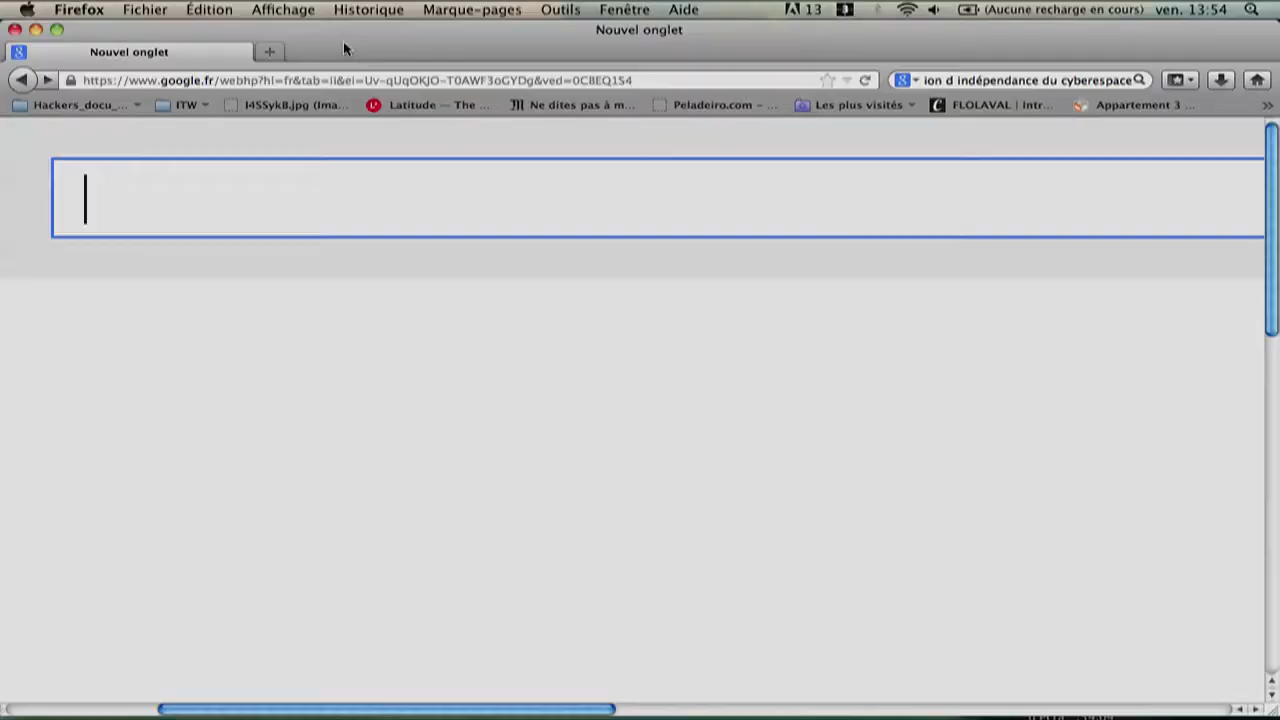 Firefox Fichier Édition Affichage Historique Marque-pages Outils Fenêtre Aide 13 (Aucune recharge en cours) ven. 13:54
Nouvel onglet
Nouvel onglet
https://www.google.fr/webhp?hl=fr&tab=ii&ei=Uv-qUqOKJO-T0AWF3oGYDg&ved=0CBEQ1S4 ion d indépendance du cyberespace
Hackers_docu_... ITW I4SSykB.jpg (Ima... Latitude — The ... Ne dites pas à m... Peladeiro.com - ... Les plus visités FLOLAVAL | Intr... Appartement 3 ...